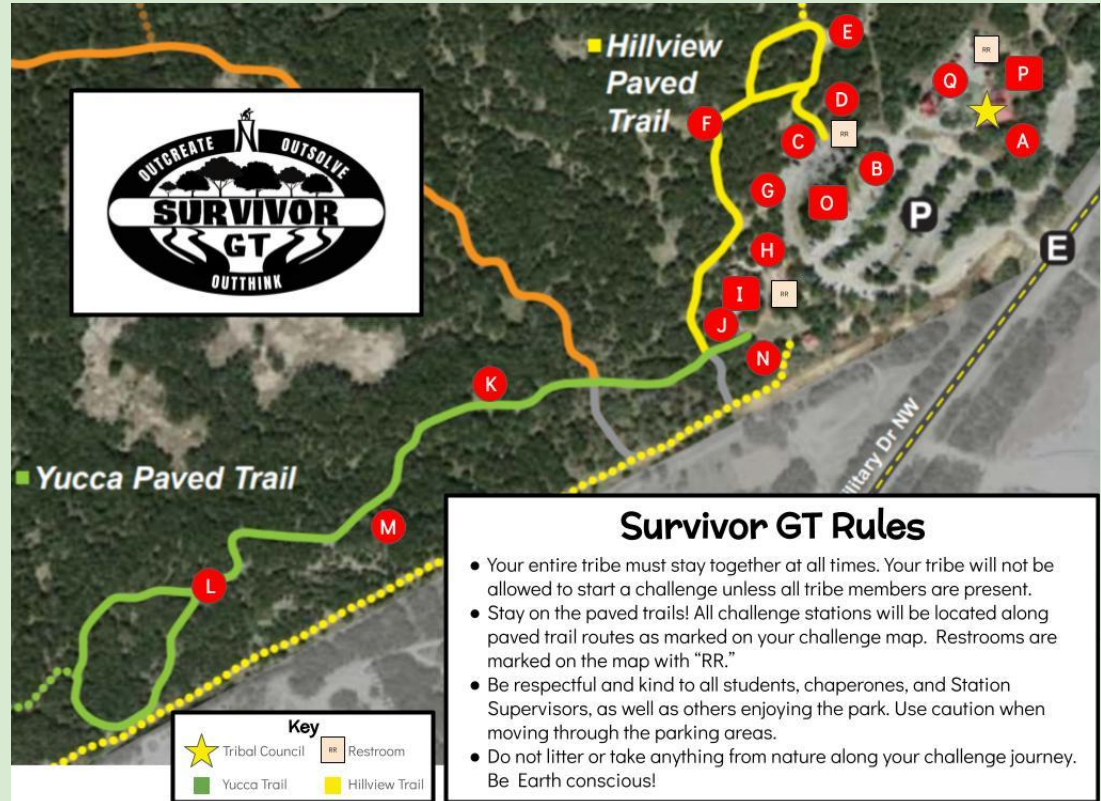 Hillview
Paved
Trail
E
D
F
C
RR
B
G
O
H
I
RR
J
N
K
M
L
Q
RR
P
A
P
E
OUTCREATE
N
OUTSOLVE
SURVIVOR
GT
OUTTHINK
Yucca Paved Trail
ilitary Dr NW
Survivor GT Rules
● Your entire tribe must stay together at all times. Your tribe will not be
allowed to start a challenge unless all tribe members are present.
● Stay on the paved trails! All challenge stations will be located along
paved trail routes as marked on your challenge map. Restrooms are
marked on the map with “RR.”
● Be respectful and kind to all students, chaperones, and Station
Supervisors, as well as others enjoying the park. Use caution when
moving through the parking areas.
● Do not litter or take anything from nature along your challenge journey.
Be Earth conscious!
Key
Tribal Council
RR
Restroom
Yucca Trail
Hillview Trail